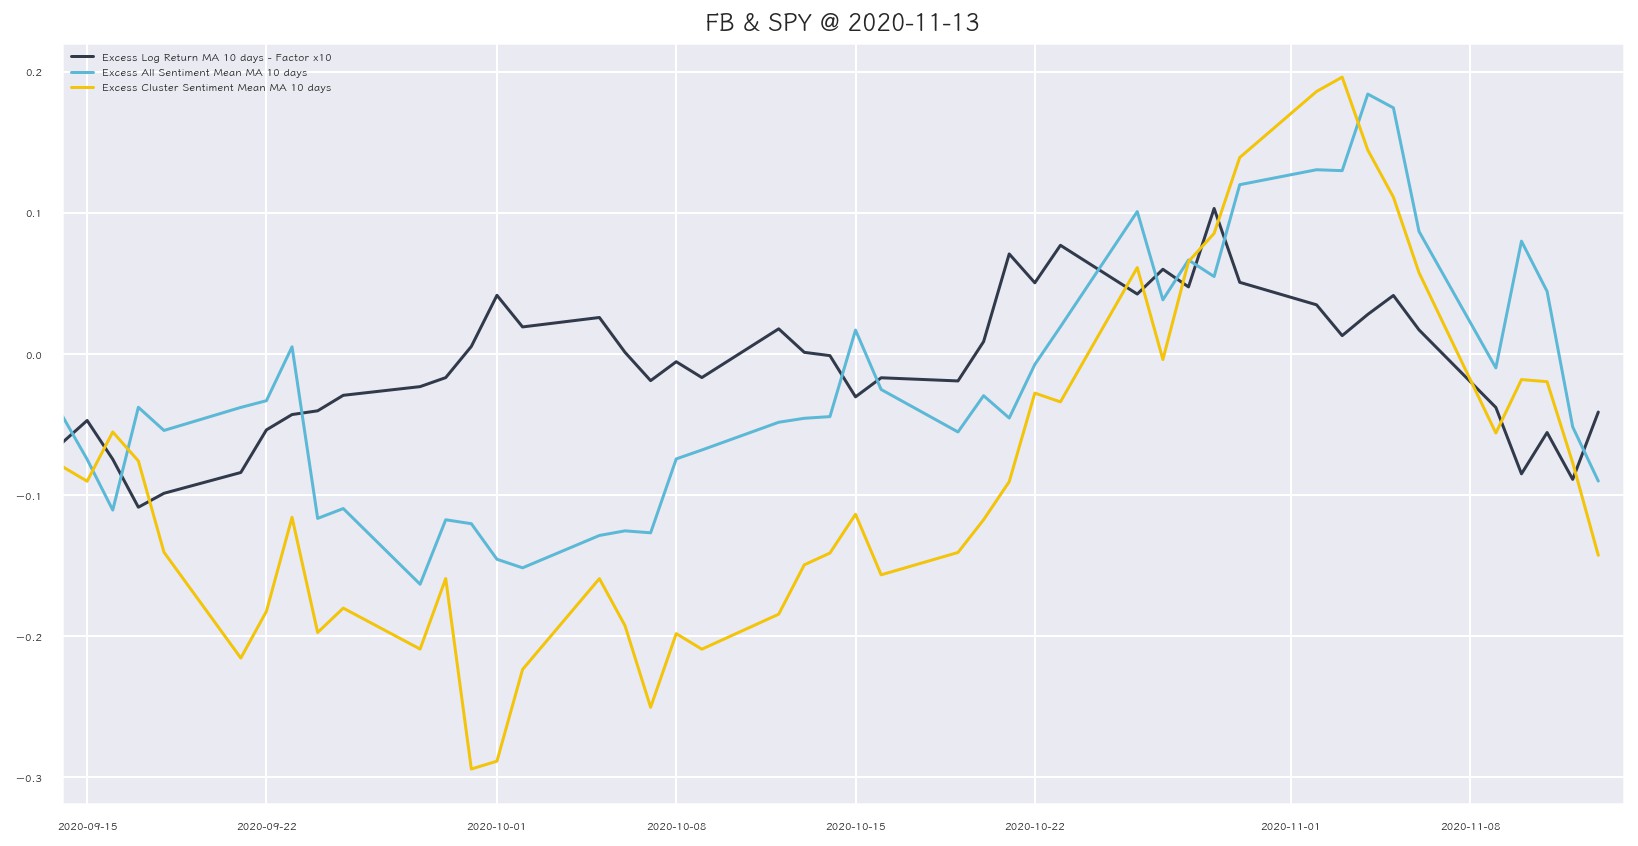 FB & SPY @ 2020-11-13
Excess Log Return MA 10 days - Factor x10
Excess All Sentiment Mean MA 10 days
Excess Cluster Sentiment Mean MA 10 days
0.2
0.1
0.0
−0.1
−0.2
−0.3
2020-09-15 2020-09-22 2020-10-01 2020-10-08 2020-10-15 2020-10-22 2020-11-01 2020-11-08